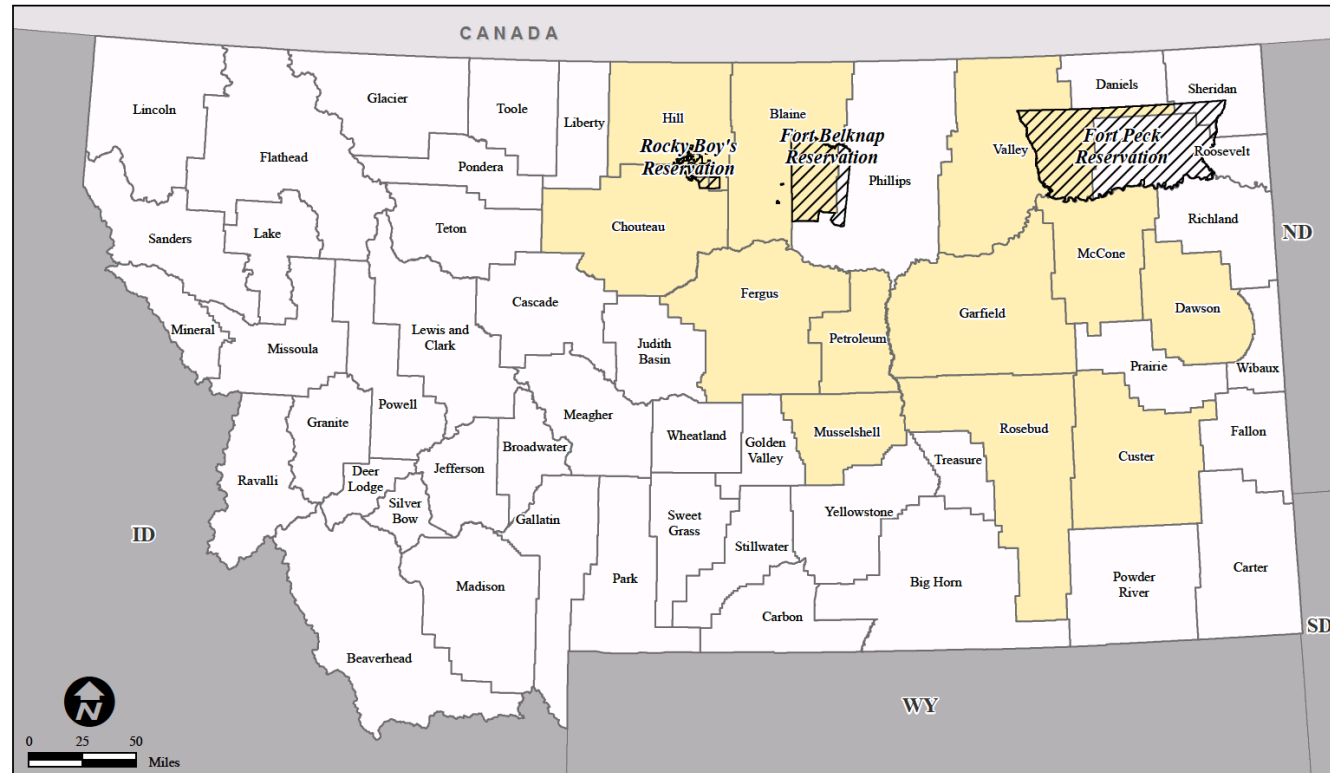 CANADA
Lincoln
Glacier
Toole
Liberty
Hill
Blaine
Daniels
Sheridan
Flathead
Pondera
Rocky Boy's
Reservation
Fort Belknap
Reservation
Phillips
Valley
Fort Peck
Reservation
Roosevelt
Sanders
Lake
Teton
Chouteau
Richland
ND
McCone
Mineral
Missoula
Lewis and
Clark
Cascade
Judith
Basin
Fergus
Petroleum
Garfield
Dawson
Prairie
Wibaux
Powell
Granite
Meagher
Wheatland
Golden
Valley
Musselshell
Rosebud
Treasure
Custer
Fallon
Ravalli
Deer
Lodge
Silver
Bow
Jefferson
Broadwater
Gallatin
Sweet
Grass
Stillwater
Yellowstone
ID
Madison
Park
Carbon
Big Horn
Powder
River
Carter
SD
Beaverhead
WY
N
0 25 50
Miles